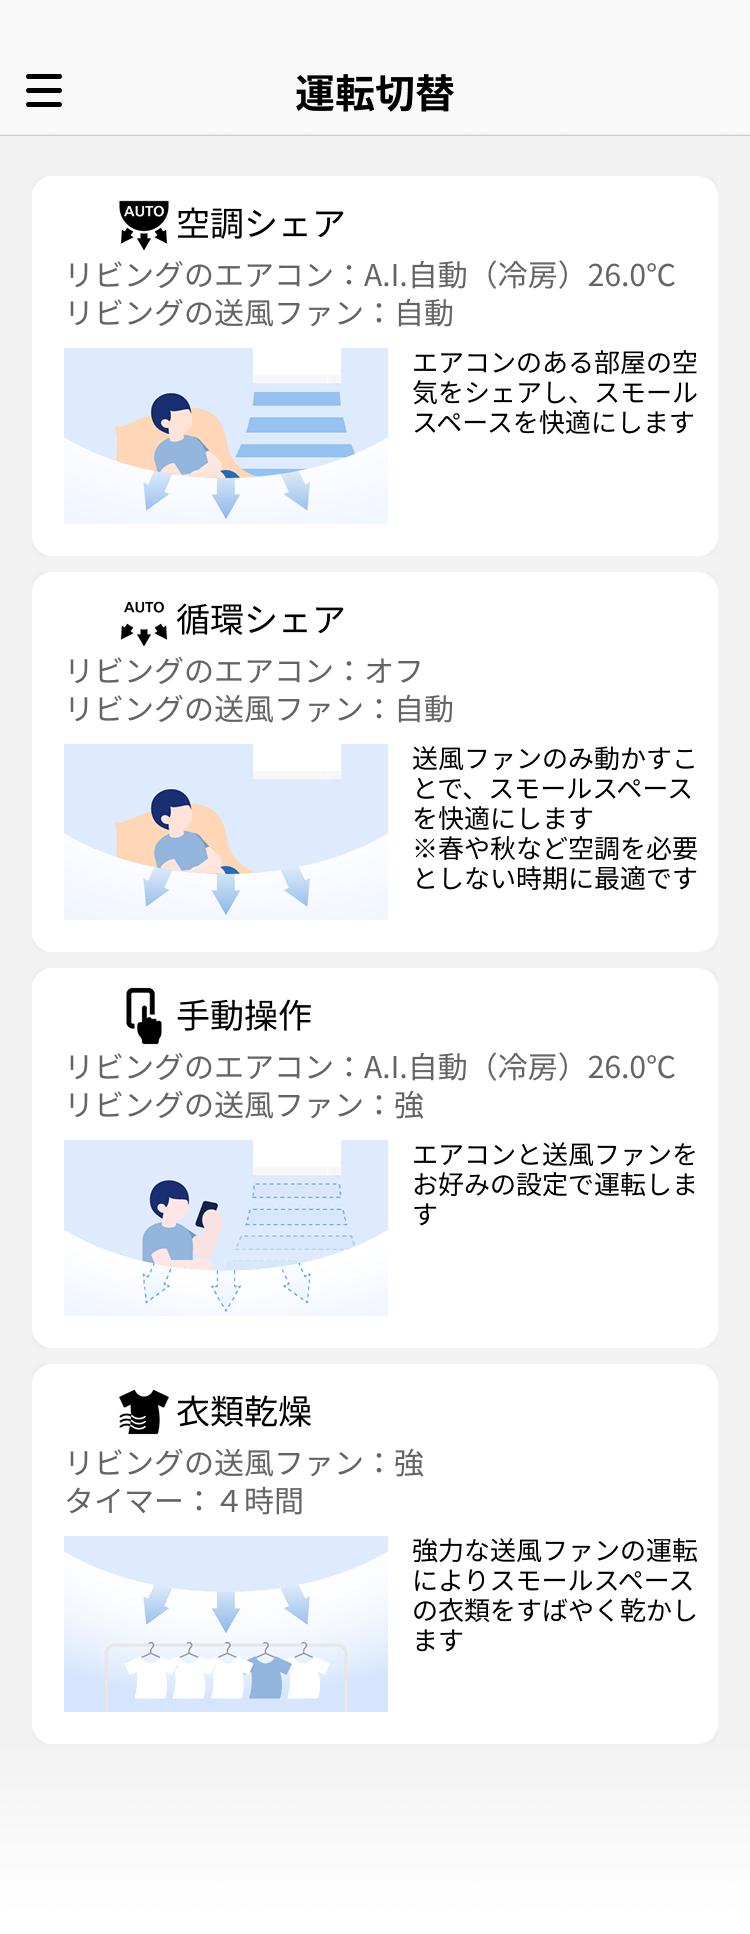 運転切替
AUTO
空調シェア
リビングのエアコン：A.I.自動（冷房）26.0℃
リビングの送風ファン：自動
エアコンのある部屋の空
気をシェアし、スモール
スペースを快適にします
AUTO
循環シェア
リビングのエアコン：オフ
リビングの送風ファン：自動
送風ファンのみ動かすこ
とで、スモールスペース
を快適にします
※春や秋など空調を必要
としない時期に最適です
手動操作
リビングのエアコン：A.I.自動（冷房）26.0℃
リビングの送風ファン：強
エアコンと送風ファンを
お好みの設定で運転しま
す
衣類乾燥
リビングの送風ファン：強
タイマー：４時間
強力な送風ファンの運転
によりスモールスペース
の衣類をすばやく乾かし
ます